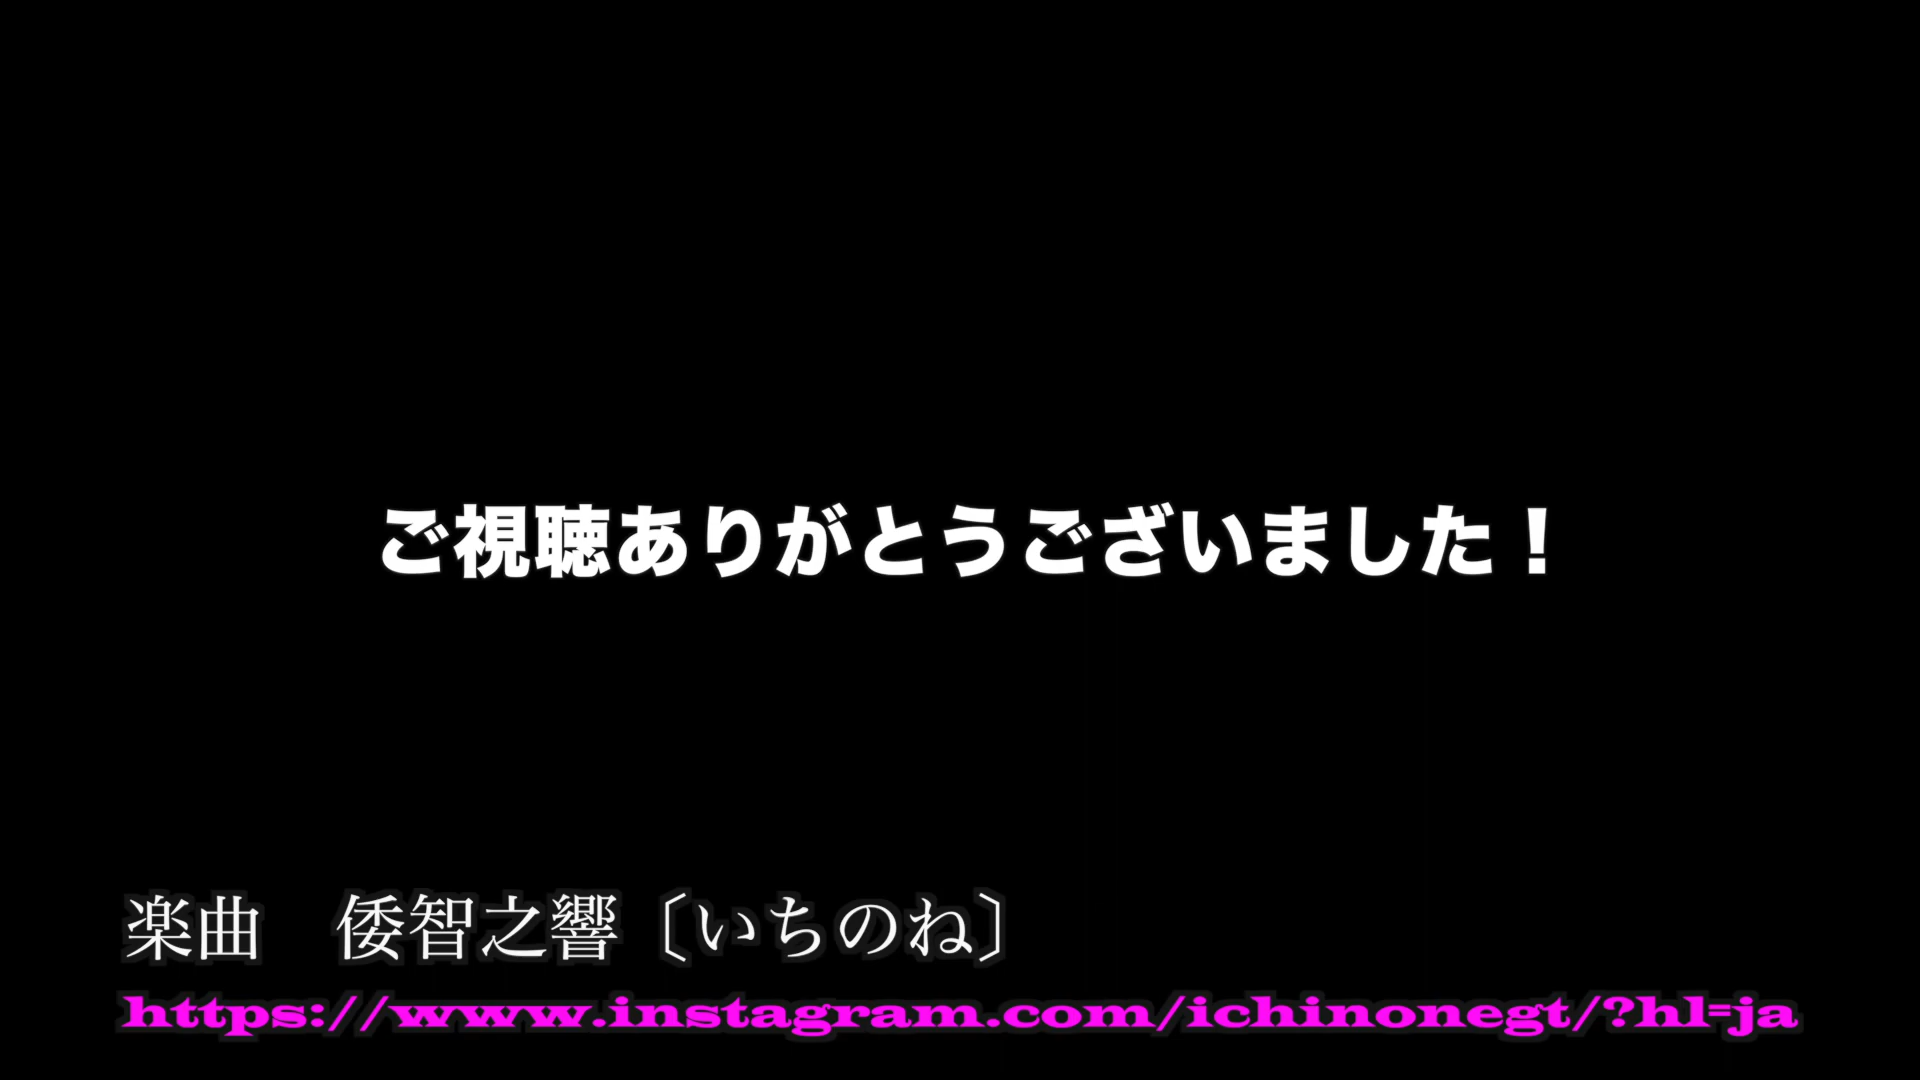 ご視聴ありがとうございました！
楽曲　倭智之響〔いちのね〕
https://www.instagram.com/ichinonegt/?hl=ja